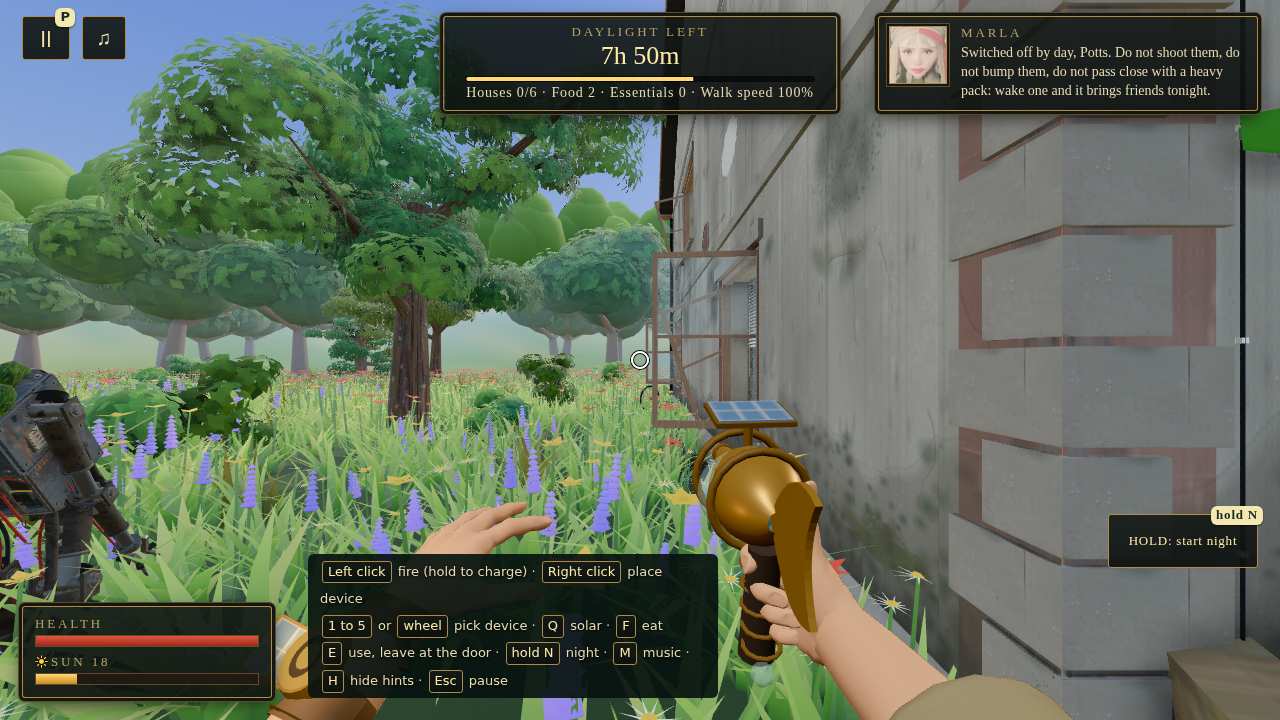 P
DAYLIGHT LEFT
7h 50m
Houses 0/6 · Food 2 · Essentials 0 · Walk speed 100%
MARLA
Switched off by day, Potts. Do not shoot them, do
not bump them, do not pass close with a heavy
pack: wake one and it brings friends tonight.
hold N
HOLD: start night
Left click fire (hold to charge) · Right click place
device
1 to 5 or wheel pick device · Q solar · F eat
E use, leave at the door · hold N night · M music ·
H hide hints · Esc pause
HEALTH
SUN 18